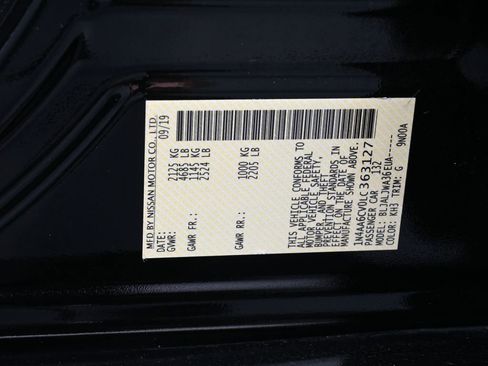 MFD BY NISSAN MOTOR CO., LTD.
DATE: 09/19
GVWR: 2125 KG
4685 LB
GAWR FR.: 1145 KG
2524 LB
GAWR RR.: 1000 KG
2205 LB
THIS VEHICLE CONFORMS TO
ALL APPLICABLE FEDERAL
MOTOR VEHICLE SAFETY,
BUMPER, AND THEFT
PREVENTION STANDARDS IN
EFFECT ON THE DATE OF
MANUFACTURE SHOWN ABOVE.
1N4AA6CV0LC363127
PASSENGER CAR 132
MODEL: BLJALJWA36EUA-----
COLOR: KH3 TRIM: G
9N00A